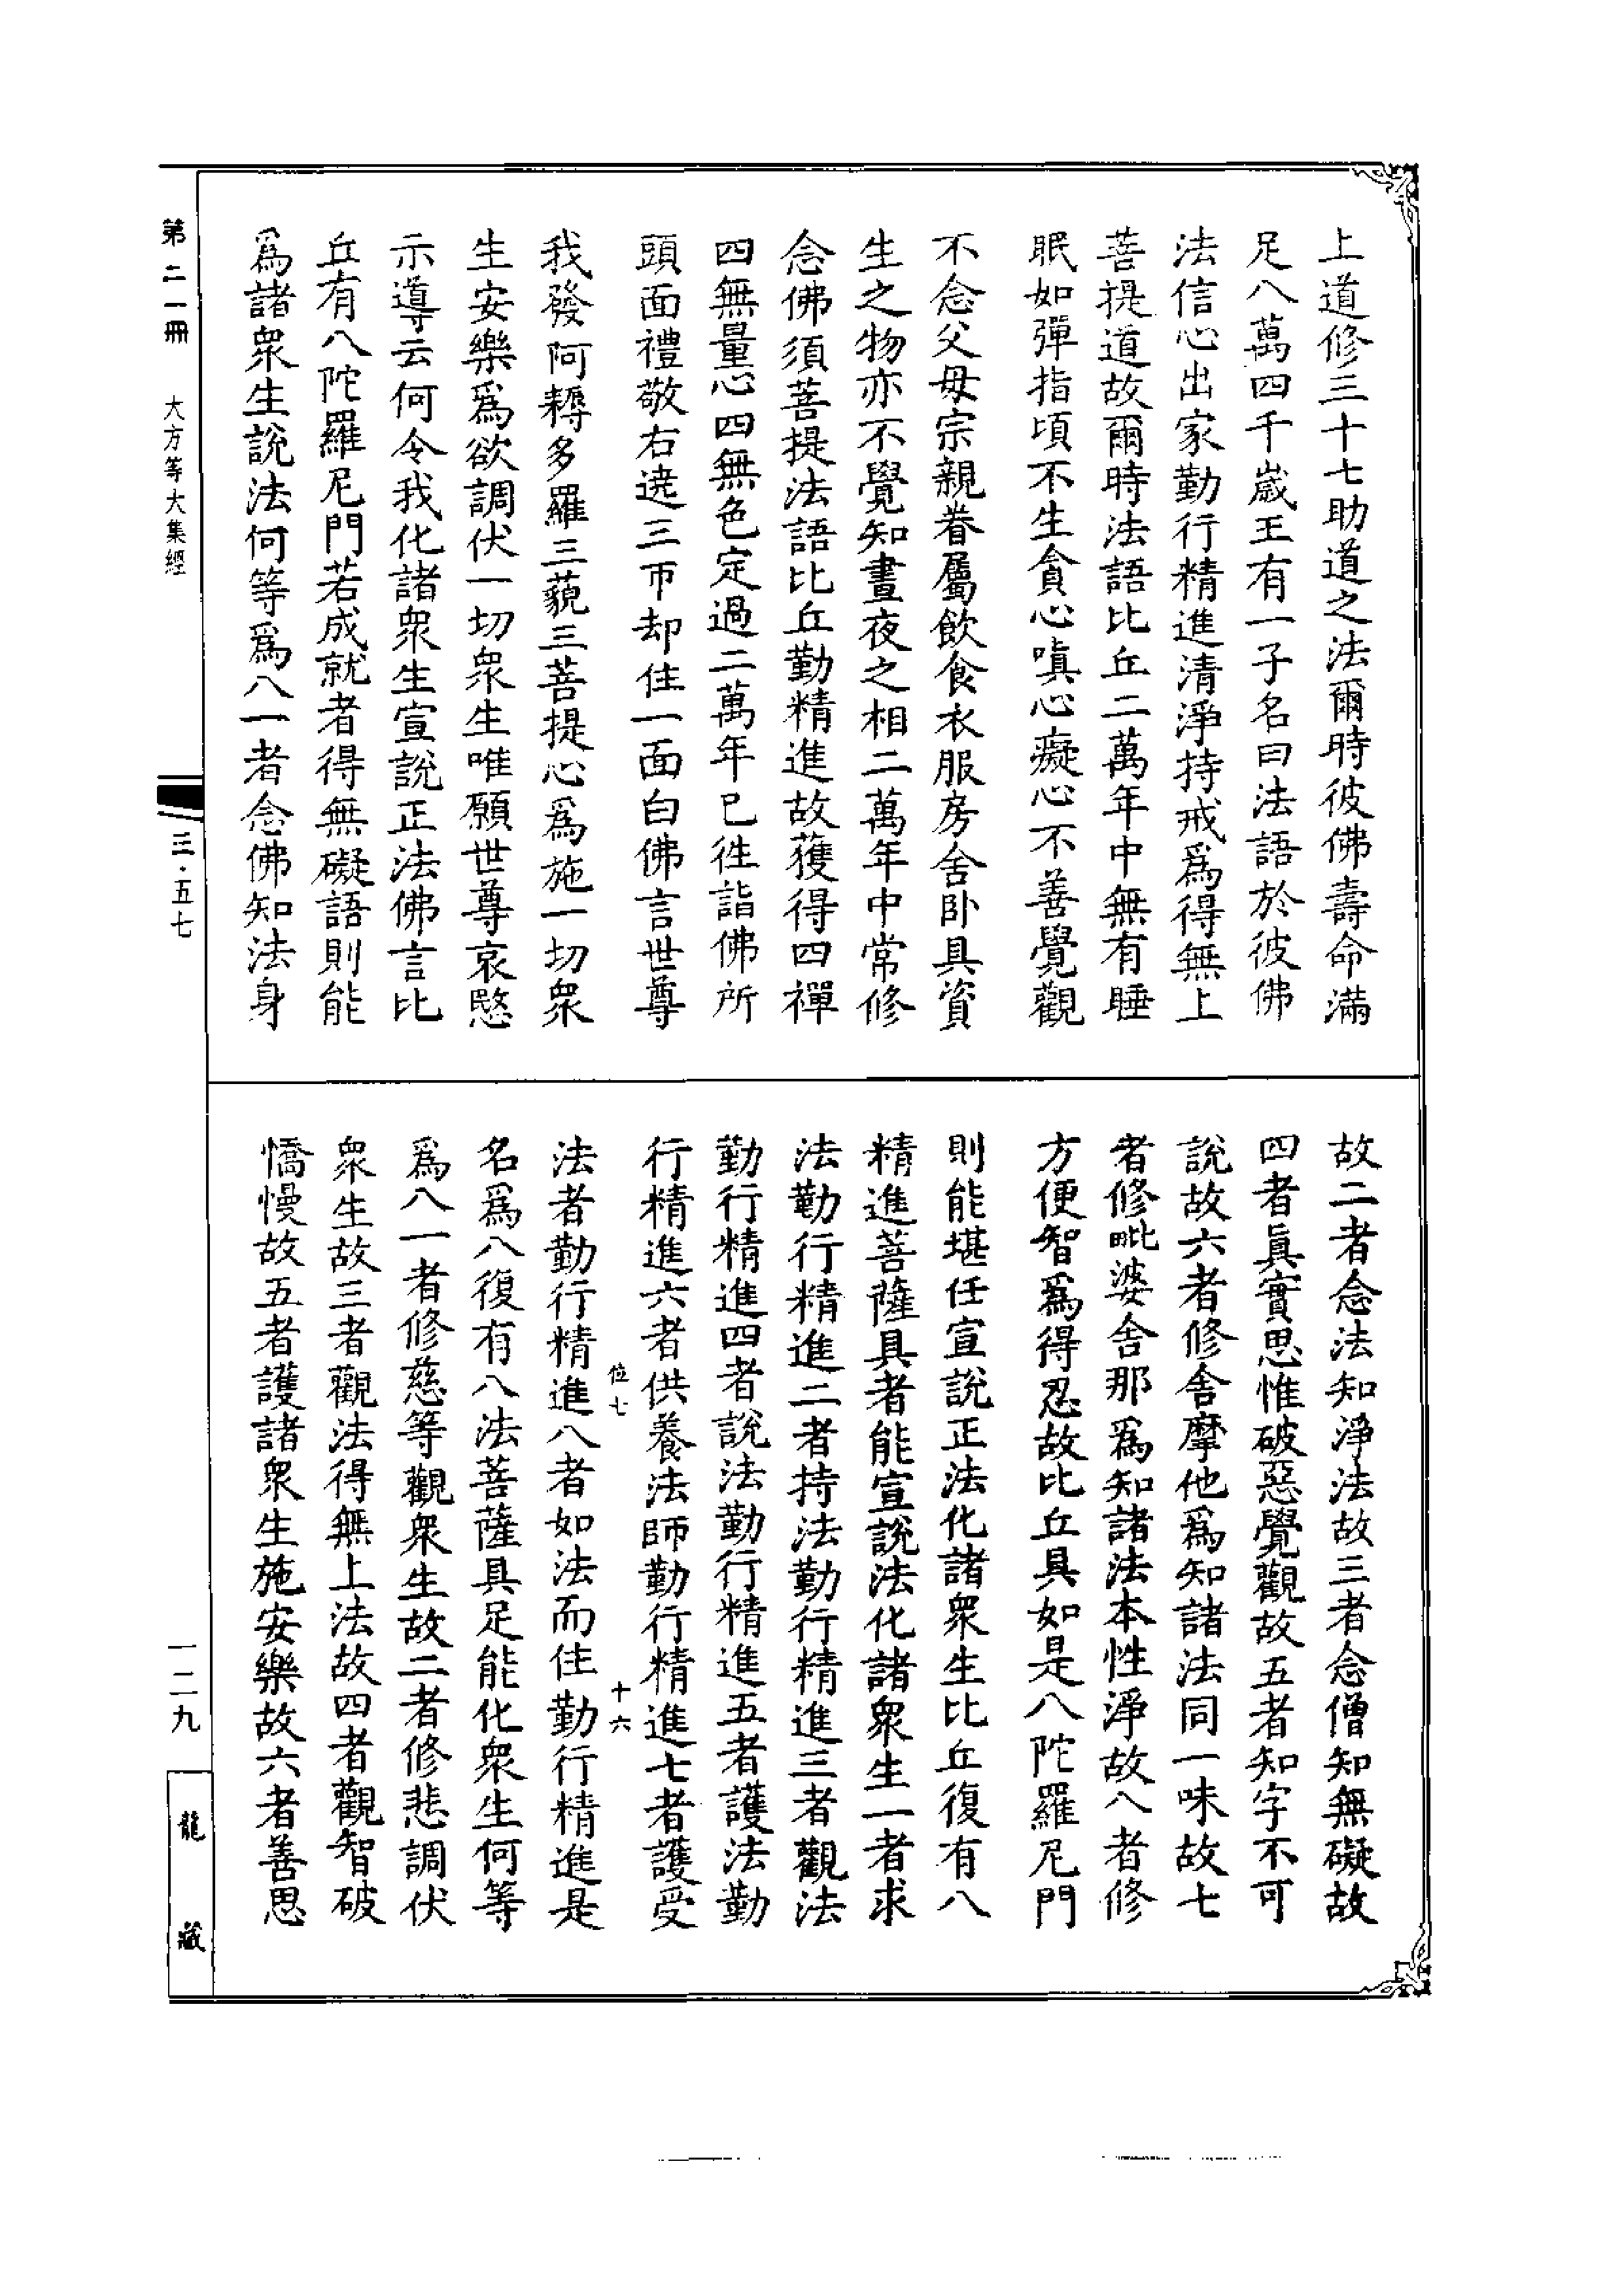 上道修三十七助道之法爾時彼佛壽命滿
足八萬四千歲王有一子名曰法語於彼佛
法信心出家勤行精進清淨持戒爲得無上
菩提道故爾時法語比丘二萬年中無有睡
眠如彈指頃不生貪心嗔心癡心不善覺觀
不念父母宗親眷屬飲食衣服房舍卧具資
生之物亦不覺知晝夜之相二萬年中常修
念佛須菩提法語比丘勤精進故獲得四禪
四無量心四無色定過二萬年已徃詣佛所
頭面禮敬右遶三帀却住一面白佛言世尊
我發阿耨多羅三藐三菩提心爲施一切衆
生安樂爲欲調伏一切衆生唯願世尊哀愍
示導云何令我化諸衆生宣說正法佛言比
丘有八陀羅尼門若成就者得無礙語則能
爲諸衆生說法何等爲八一者念佛知法身
故二者念法知淨法故三者念僧知無礙故
四者眞實思惟破惡覺觀故五者知字不可
說故六者修舍摩他爲知諸法同一味故七
者修毗婆舍那爲知諸法本性淨故八者修
方便智爲得忍故比丘具如是八陀羅尼門
則能堪任宣說正法化諸衆生比丘復有八
精進菩薩具者能宣說法化諸衆生一者求
法勤行精進二者持法勤行精進三者觀法
勤行精進四者說法勤行精進五者護法勤
行精進六者供養法師勤行精進七者護受
位七 十六
法者勤行精進八者如法而住勤行精進是
名爲八復有八法菩薩具足能化衆生何等
爲八一者修慈等觀衆生故二者修悲調伏
衆生故三者觀法得無上法故四者觀智破
憍慢故五者護諸衆生施安樂故六者善思
第二一冊 大方等大集經
三·五七
一二九
龍藏